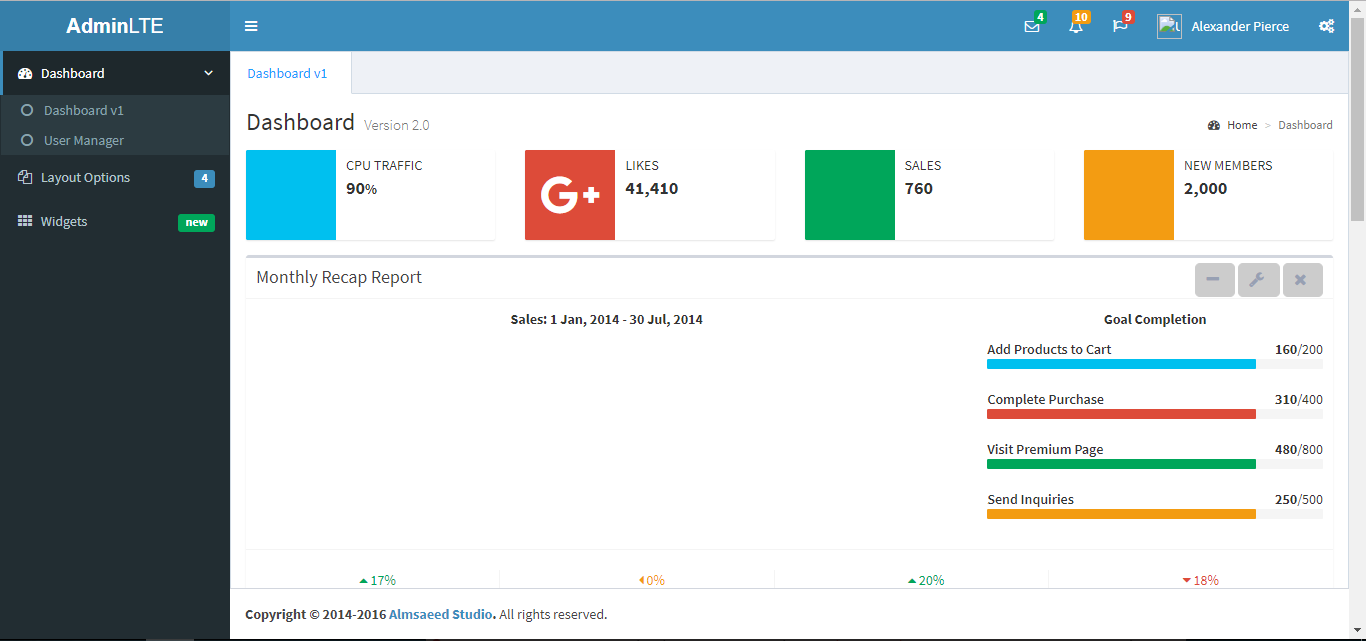 AdminLTE
4
10
9
Alexander Pierce
Dashboard
Dashboard v1
User Manager
Layout Options 4
Widgets new
Dashboard v1
Dashboard Version 2.0
Home > Dashboard
CPU TRAFFIC
90%
G+
LIKES
41,410
SALES
760
NEW MEMBERS
2,000
Monthly Recap Report
Sales: 1 Jan, 2014 - 30 Jul, 2014
Goal Completion
Add Products to Cart 160/200
Complete Purchase 310/400
Visit Premium Page 480/800
Send Inquiries 250/500
17%
0%
20%
18%
Copyright © 2014-2016 Almsaeed Studio. All rights reserved.